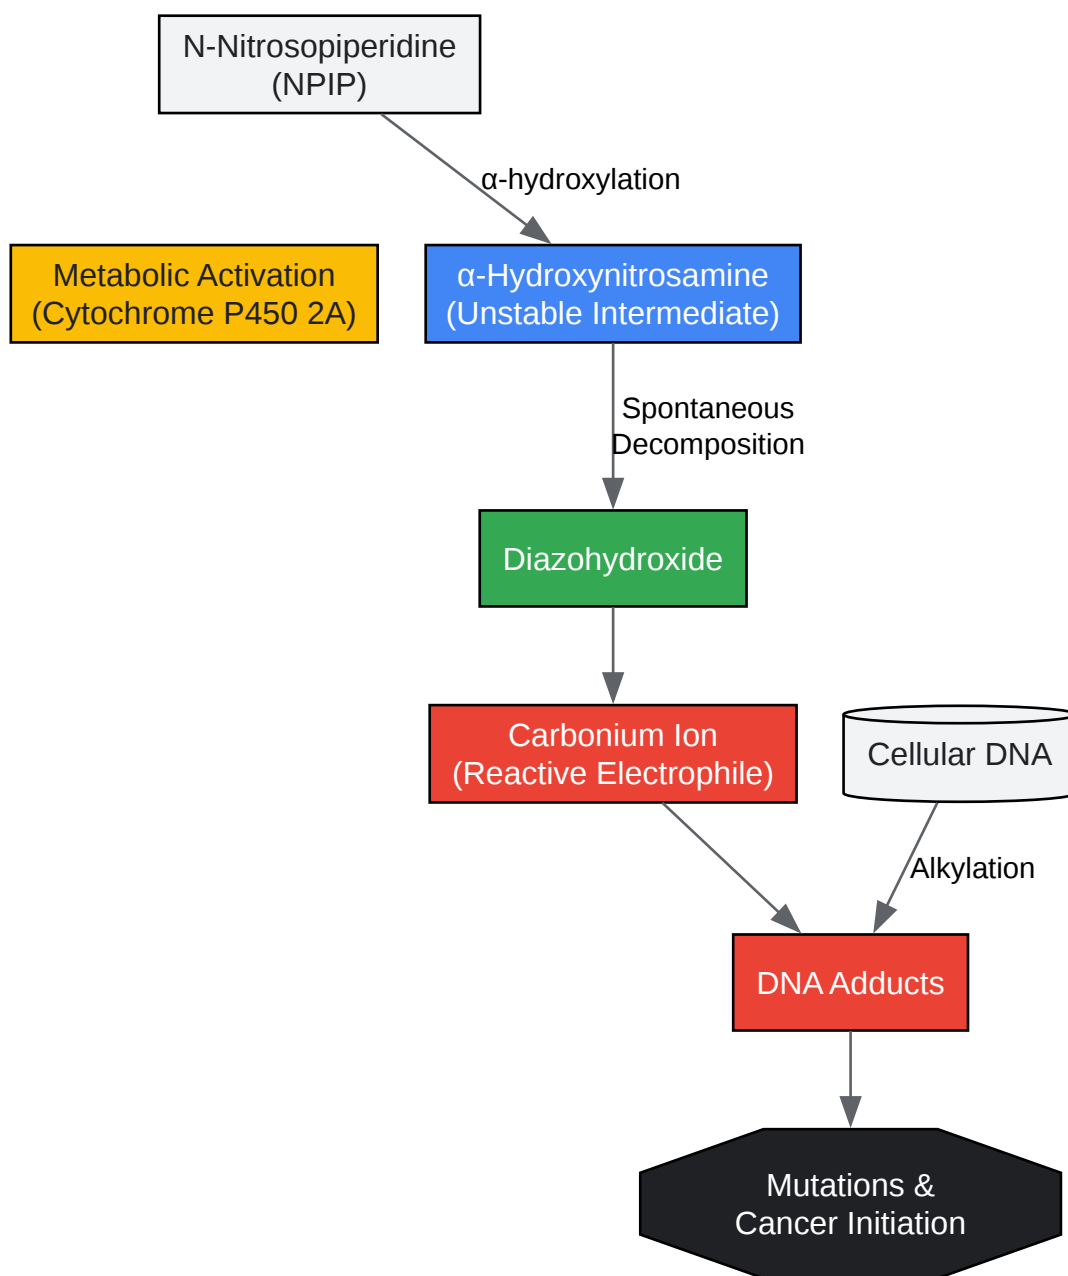 N-Nitrosopiperidine
(NPIP)
α-hydroxylation
Metabolic Activation
(Cytochrome P450 2A)
α-Hydroxynitrosamine
(Unstable Intermediate)
Spontaneous
Decomposition
Diazohydroxide
Carbonium Ion
(Reactive Electrophile)
Cellular DNA
Alkylation
DNA Adducts
Mutations &
Cancer Initiation